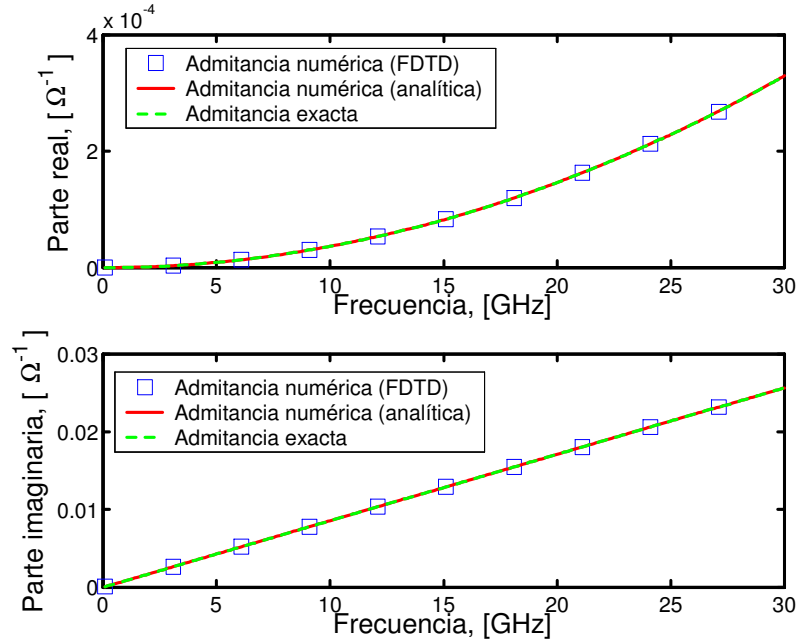 x 10^-4
4
2
0
Parte real, [ Ω^-1 ]
Admitancia numérica (FDTD)
Admitancia numérica (analítica)
Admitancia exacta
0 5 10 15 20 25 30
Frecuencia, [GHz]
0.03
0.02
0.01
0
Parte imaginaria, [ Ω^-1 ]
Admitancia numérica (FDTD)
Admitancia numérica (analítica)
Admitancia exacta
0 5 10 15 20 25 30
Frecuencia, [GHz]